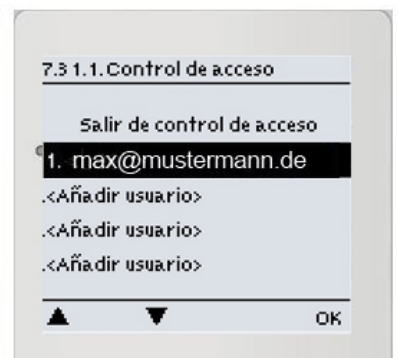 7.3 1.1. Control de acceso
Salir de control de acceso
1. max@mustermann.de
.<Añadir usuario>
.<Añadir usuario>
.<Añadir usuario>
OK